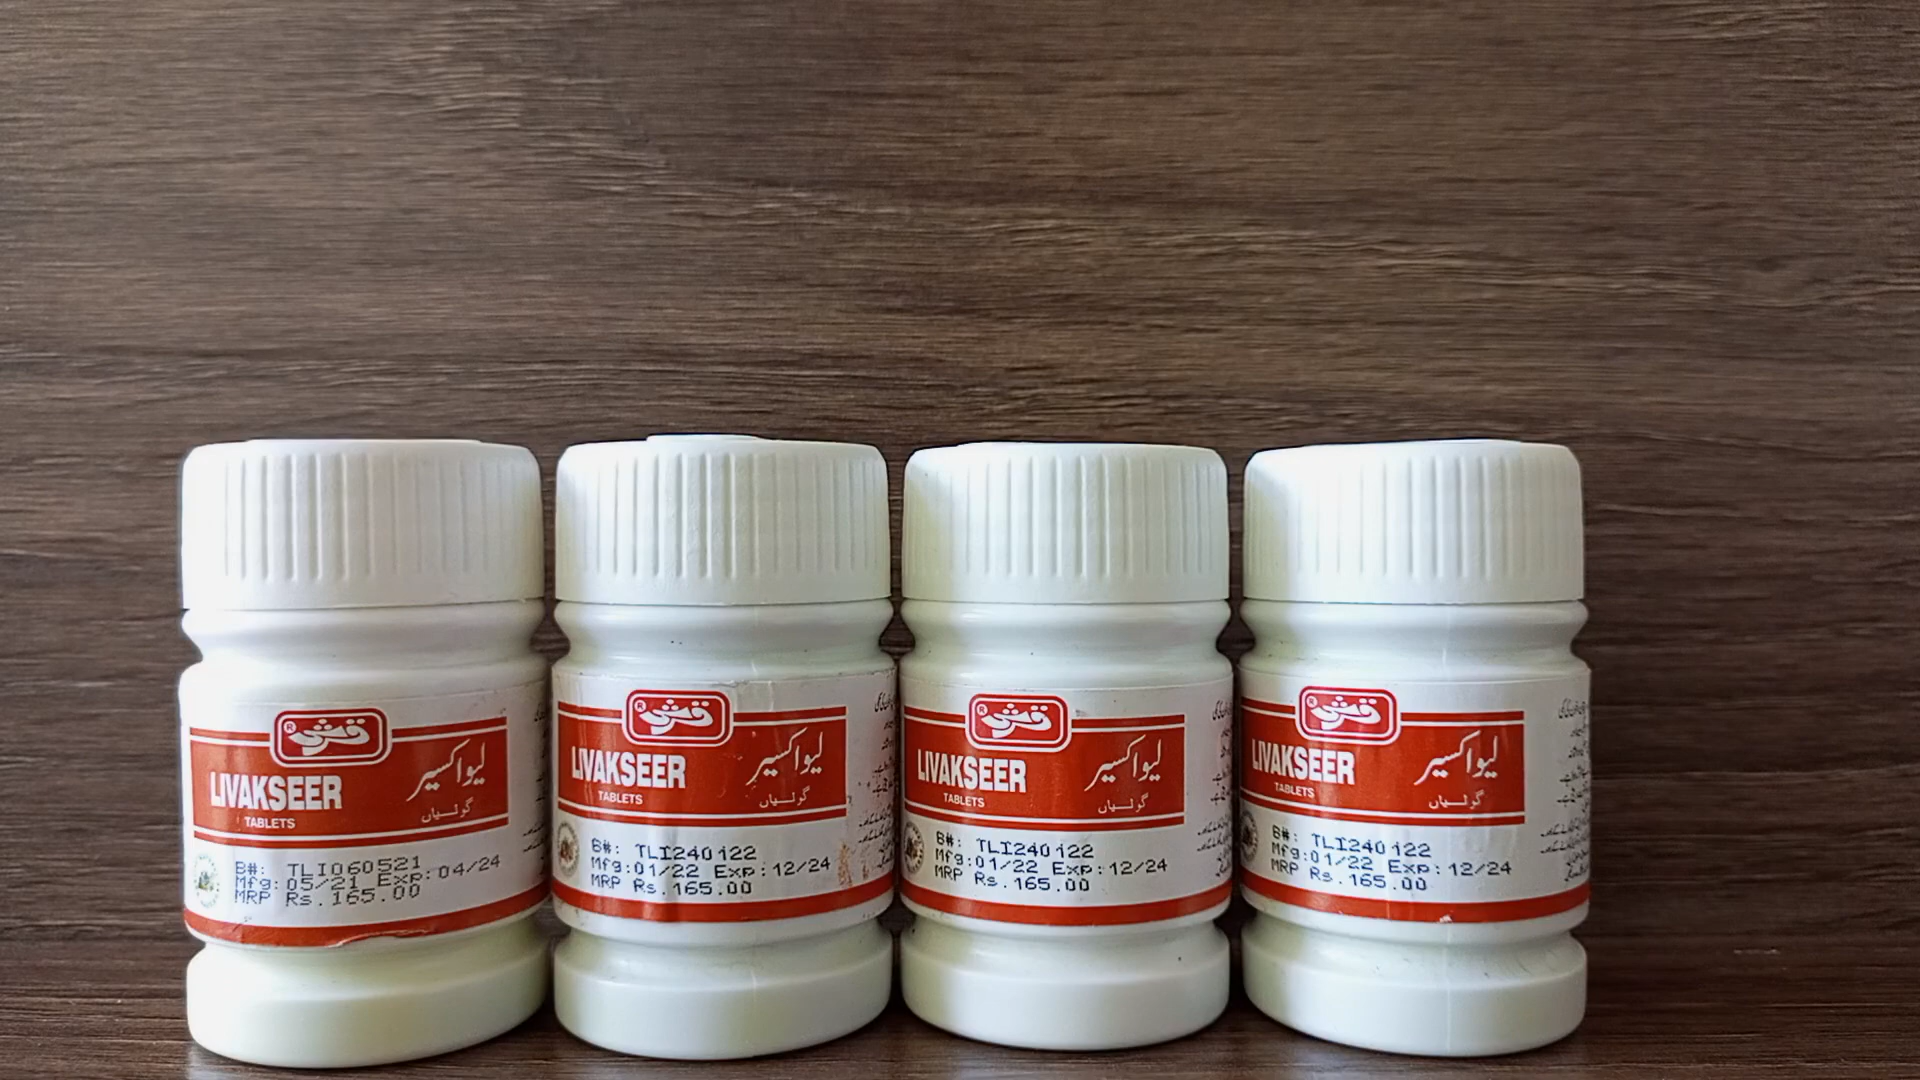 قرشی ®
LIVAKSEER لیواکسیر
TABLETS گولیاں
B#: TLI060521
Mfg: 05/21 Exp: 04/24
MRP Rs. 165.00
قرشی ®
LIVAKSEER لیواکسیر
TABLETS گولیاں
B#: TLI240122
Mfg: 01/22 Exp: 12/24
MRP Rs. 165.00
قرشی ®
LIVAKSEER لیواکسیر
TABLETS گولیاں
B#: TLI240122
Mfg: 01/22 Exp: 12/24
MRP Rs. 165.00
قرشی ®
LIVAKSEER لیواکسیر
TABLETS گولیاں
B#: TLI240122
Mfg: 01/22 Exp: 12/24
MRP Rs. 165.00